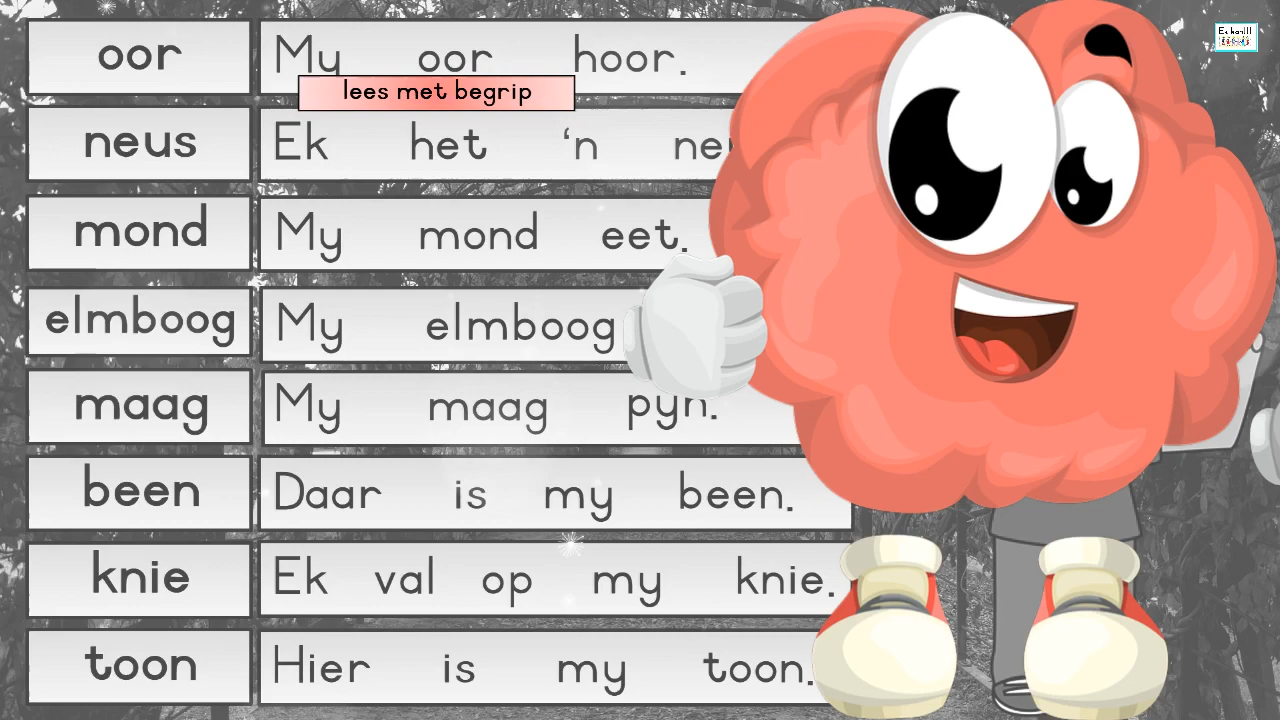 oor
My oor hoor.
lees met begrip
neus
Ek het 'n
mond
My mond eet.
elmboog
My elmboog
maag
My maag pyn.
been
Daar is my been.
knie
Ek val op my knie.
toon
Hier is my toon.